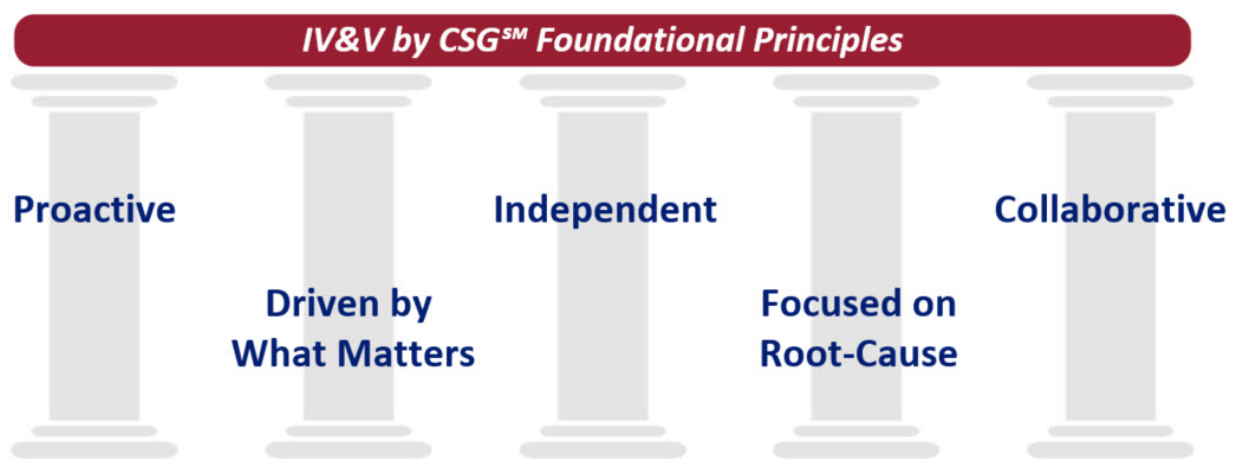 IV&V by CSG℠ Foundational Principles
Proactive
Driven by
What Matters
Independent
Focused on
Root-Cause
Collaborative